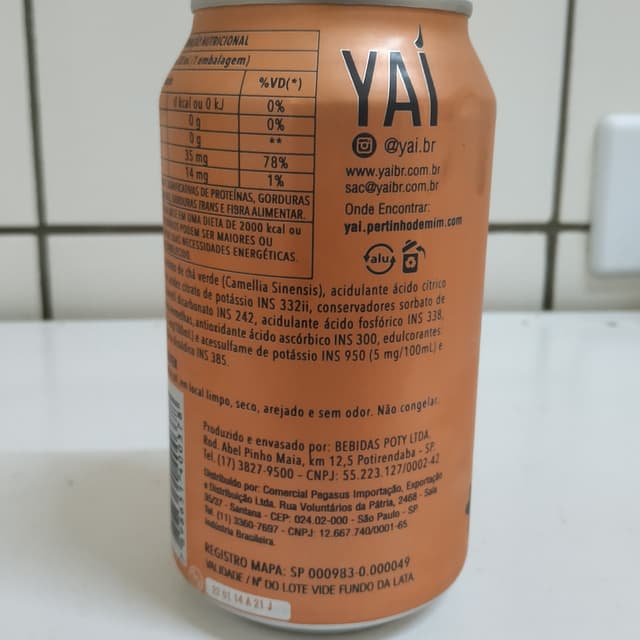 NUTRICIONAL
embalagem)
%VD(*)
kcal ou 0 kJ 0%
0 g 0%
0 g **
35 mg 78%
14 mg 1%
DE PROTEÍNAS, GORDURAS
TRANS E FIBRA ALIMENTAR.
EM UMA DIETA DE 2000 kcal ou
PODEM SER MAIORES OU
NECESSIDADES ENERGÉTICAS.
YAÍ
@yai.br
www.yaibr.com.br
sac@yaibr.com.br
Onde Encontrar:
yai.pertinhodemim.com
alu
de chá verde (Camellia Sinensis), acidulante ácido cítrico
citrato de potássio INS 332ii, conservadores sorbato de
dicarbonato INS 242, acidulante ácido fosfórico INS 338,
antioxidante ácido ascórbico INS 300, edulcorantes:
e acessulfame de potássio INS 950 (5 mg/100mL) e
INS 385.
em local limpo, seco, arejado e sem odor. Não congelar.
Produzido e envasado por: BEBIDAS POTY LTDA.
Rod. Abel Pinho Maia, km 12,5 Potirendaba - SP.
Tel. (17) 3827-9500 - CNPJ: 55.223.127/0002-42
Distribuído por: Comercial Pegasus Importação, Exportação
e Distribuição Ltda. Rua Voluntários da Pátria, 2468 - Sala
95/97 - Santana - CEP: 024.02-000 - São Paulo - SP
Tel. (11) 3360-7697 - CNPJ: 12.667.740/0001-65
Indústria Brasileira
REGISTRO MAPA: SP 000983-0.000049
VALIDADE / Nº DO LOTE VIDE FUNDO DA LATA